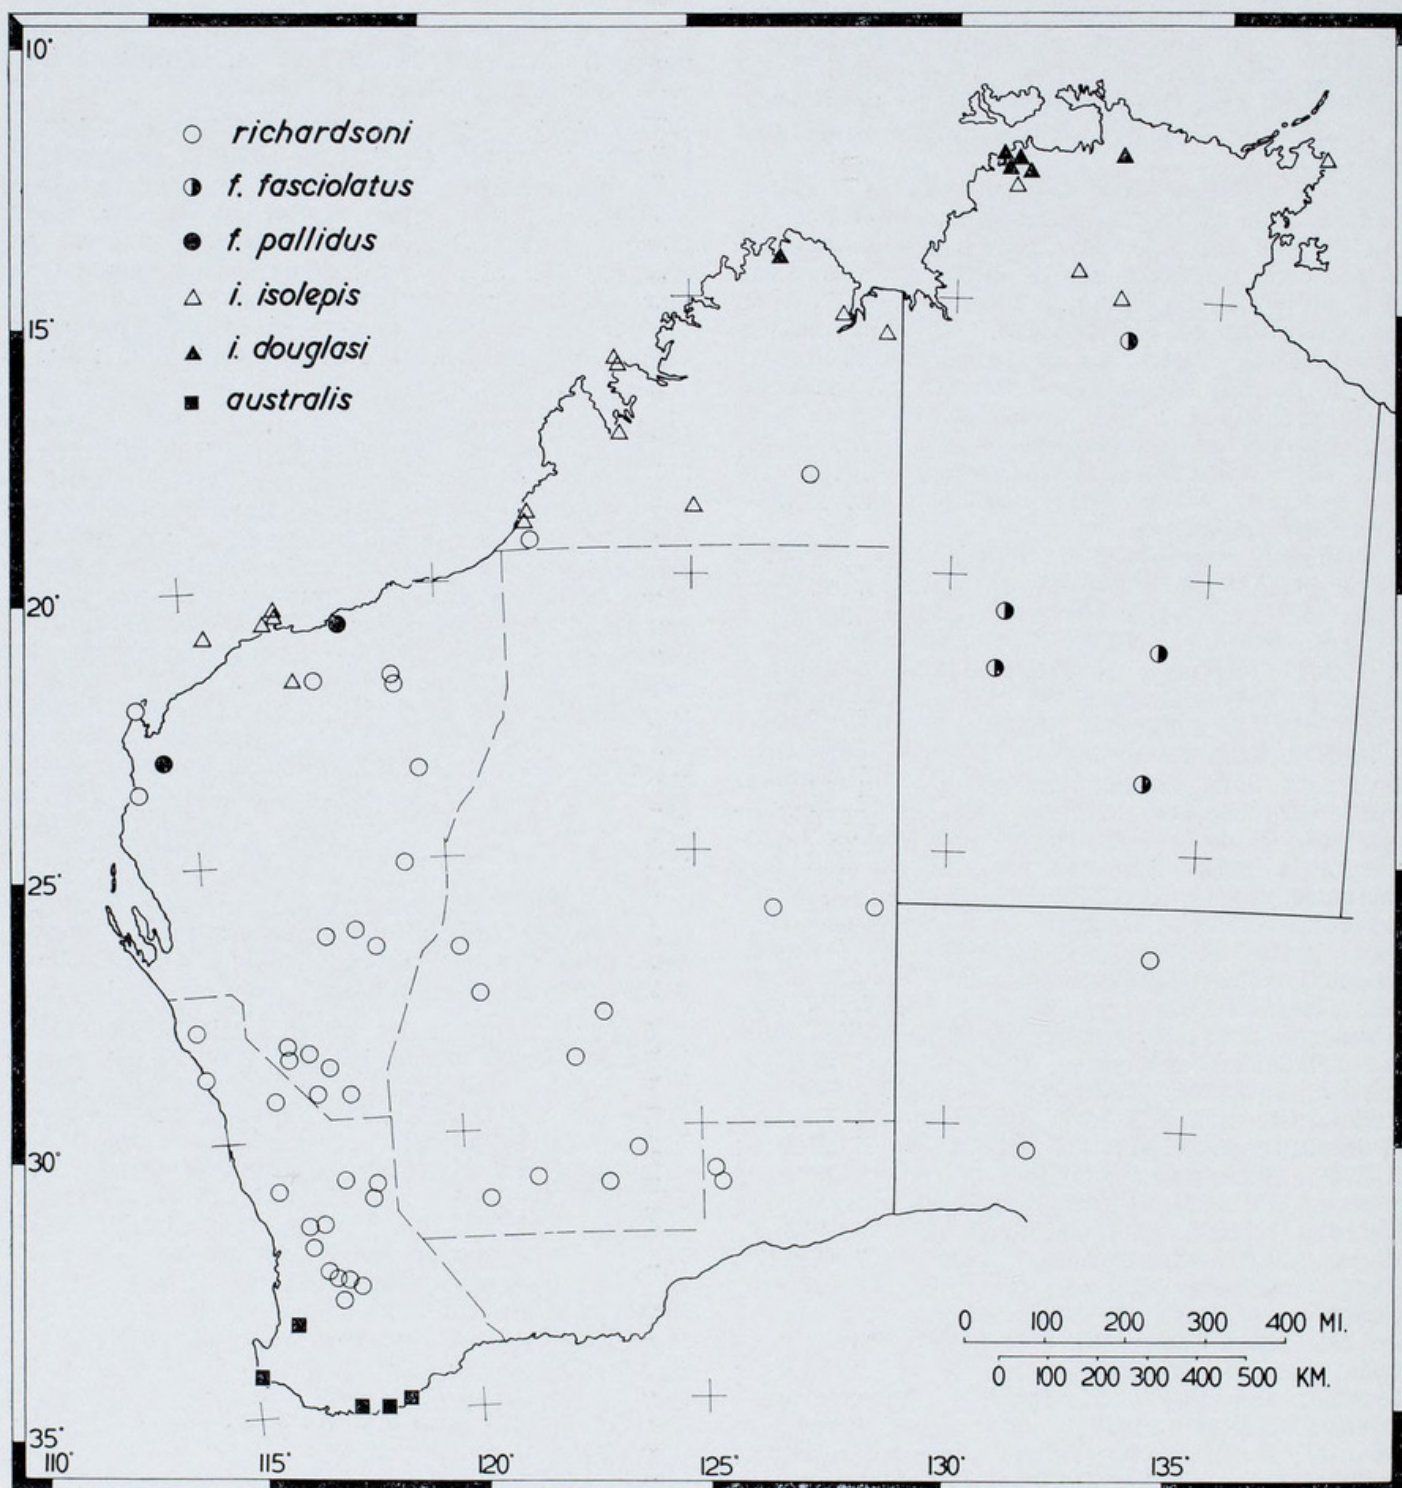 10°
richardsoni
f. fasciolatus
f. pallidus
i. isolepis
i. douglasi
australis
15°
20°
25°
30°
0 100 200 300 400 MI.
0 100 200 300 400 500 KM.
35°
110° 115° 120° 125° 130° 135°